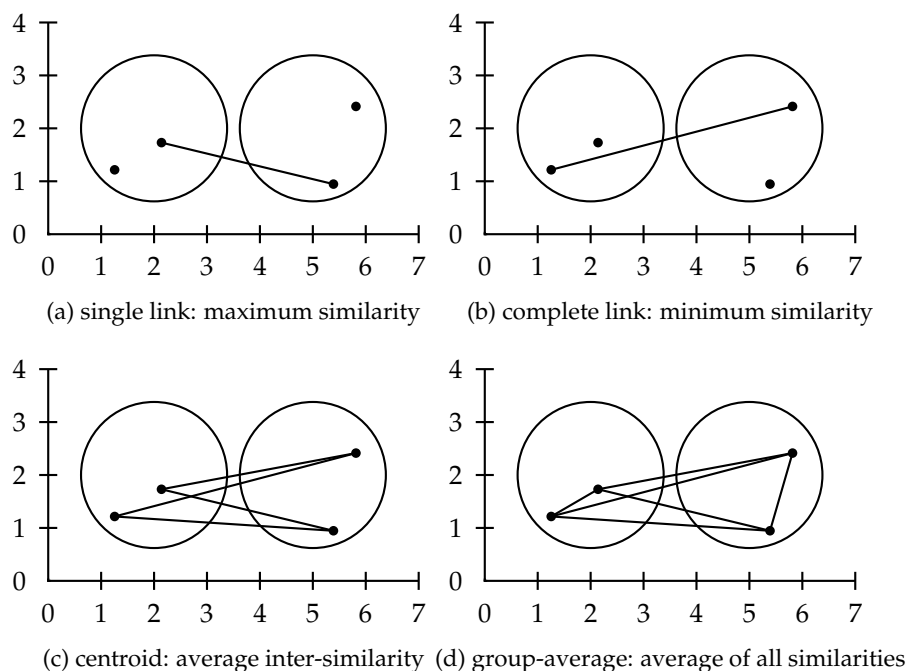 4
4
3
3
2
2
1
1
0
0
0 1 2 3 4 5 6 7
0 1 2 3 4 5 6 7
(a) single link: maximum similarity
(b) complete link: minimum similarity
4
4
3
3
2
2
1
1
0
0
0 1 2 3 4 5 6 7
0 1 2 3 4 5 6 7
(c) centroid: average inter-similarity
(d) group-average: average of all similarities